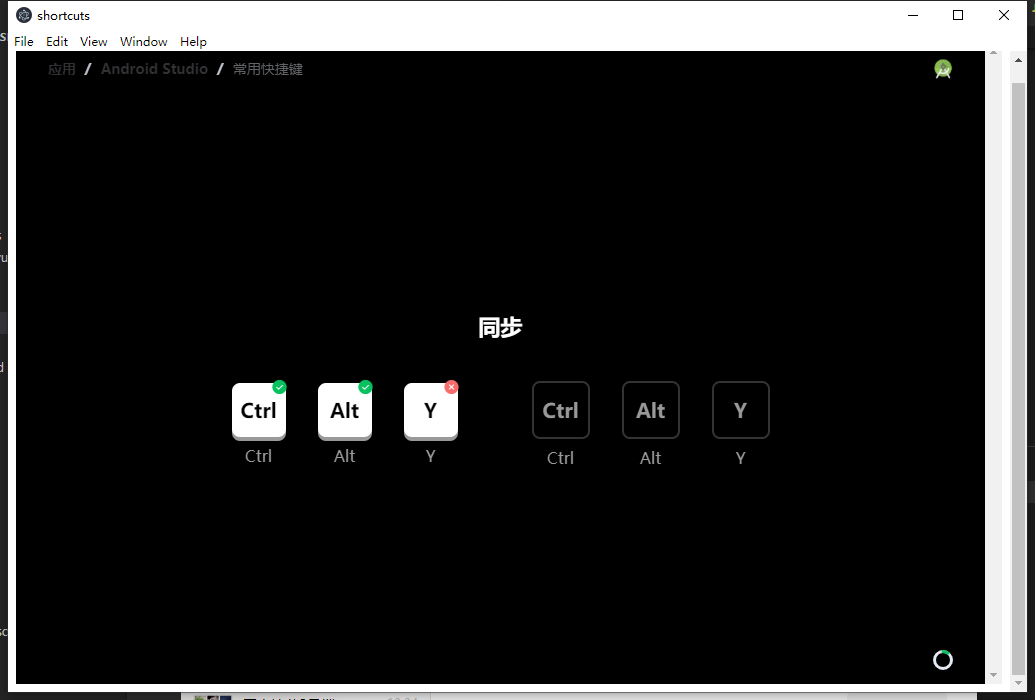 shortcuts
File Edit View Window Help
应用 / Android Studio / 常用快捷键
同步
Ctrl Alt Y Ctrl Alt Y
Ctrl Alt Y Ctrl Alt Y